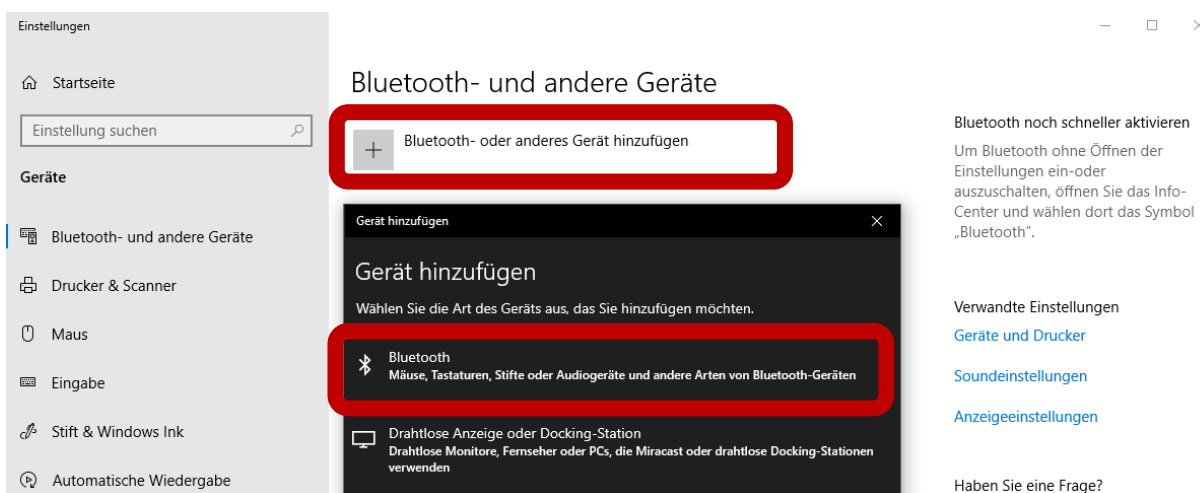 Einstellungen
Startseite
Einstellung suchen
Geräte
Bluetooth- und andere Geräte
Drucker & Scanner
Maus
Eingabe
Stift & Windows Ink
Automatische Wiedergabe
Bluetooth- und andere Geräte
Bluetooth- oder anderes Gerät hinzufügen
Gerät hinzufügen
Gerät hinzufügen
Wählen Sie die Art des Geräts aus, das Sie hinzufügen möchten.
Bluetooth
Mäuse, Tastaturen, Stifte oder Audiogeräte und andere Arten von Bluetooth-Geräten
Drahtlose Anzeige oder Docking-Station
Drahtlose Monitore, Fernseher oder PCs, die Miracast oder drahtlose Docking-Stationen
verwenden
Bluetooth noch schneller aktivieren
Um Bluetooth ohne Öffnen der
Einstellungen ein-oder
auszuschalten, öffnen Sie das Info-
Center und wählen dort das Symbol
„Bluetooth".
Verwandte Einstellungen
Geräte und Drucker
Soundeinstellungen
Anzeigeeinstellungen
Haben Sie eine Frage?